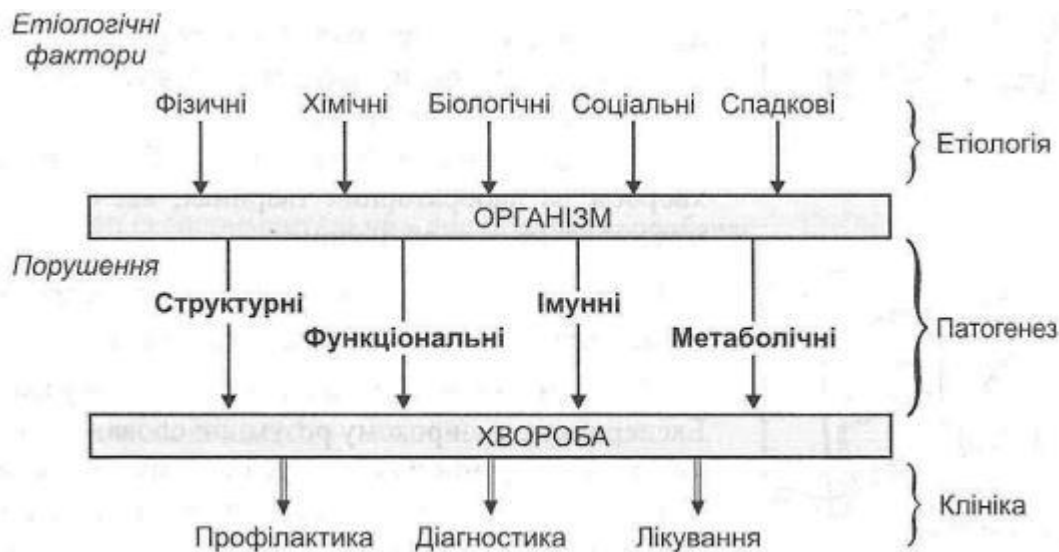 Етіологічні
фактори
Фізичні Хімічні Біологічні Соціальні Спадкові
Етіологія
ОРГАНІЗМ
Порушення
Структурні Імунні
Функціональні Метаболічні
Патогенез
ХВОРОБА
Клініка
Профілактика Діагностика Лікування